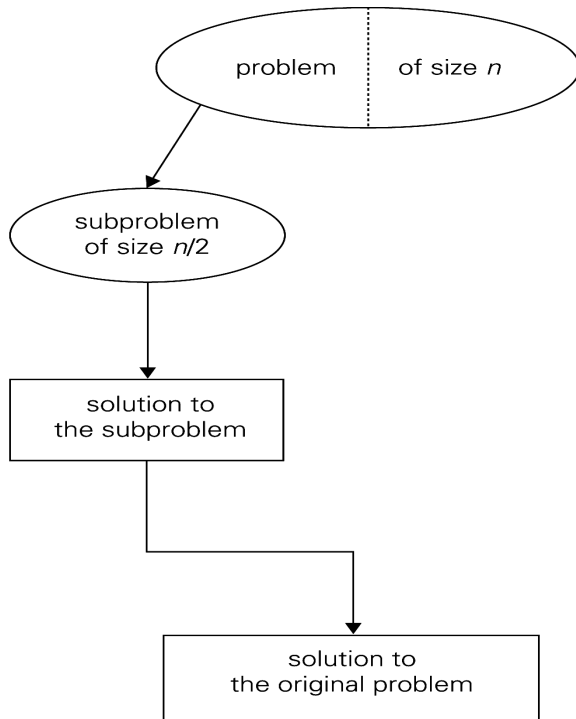 problem of size n
subproblem
of size n/2
solution to
the subproblem
solution to
the original problem